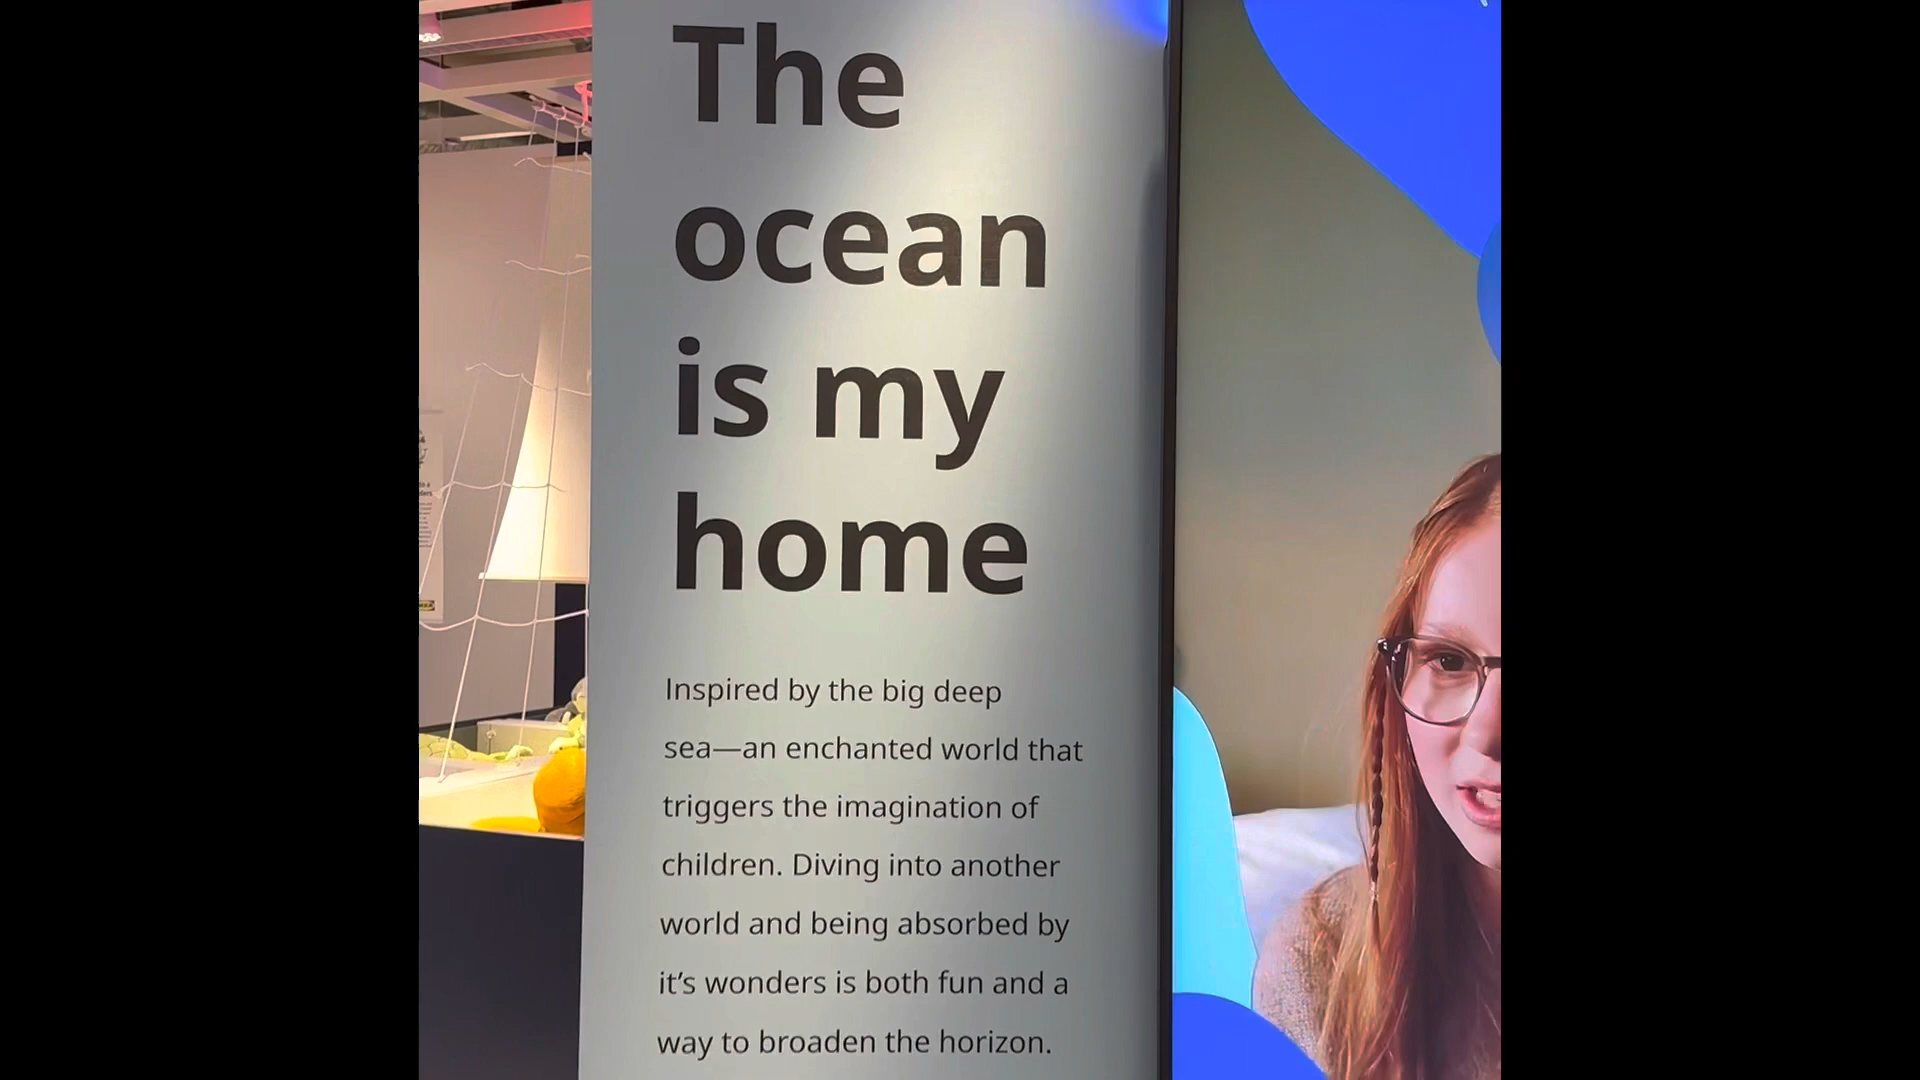 The
ocean
is my
home
Inspired by the big deep
sea—an enchanted world that
triggers the imagination of
children. Diving into another
world and being absorbed by
it’s wonders is both fun and a
way to broaden the horizon.